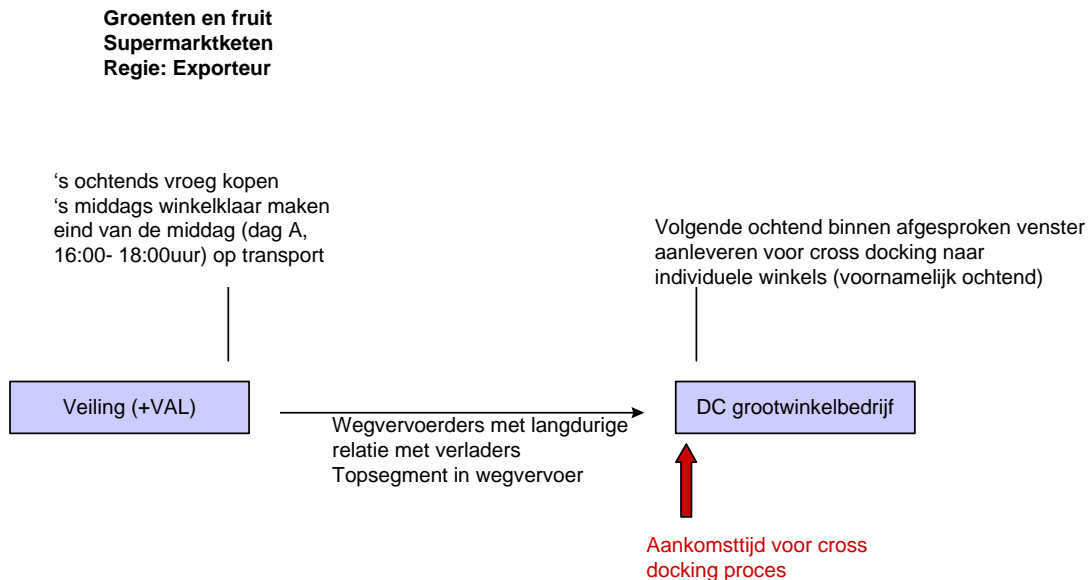 Groenten en fruit
Supermarktketen
Regie: Exporteur
‘s ochtends vroeg kopen
‘s middags winkelklaar maken
eind van de middag (dag A,
16:00- 18:00uur) op transport
Volgende ochtend binnen afgesproken venster
aanleveren voor cross docking naar
individuele winkels (voornamelijk ochtend)
Veiling (+VAL)
DC grootwinkelbedrijf
Wegvervoerders met langdurige
relatie met verladers
Topsegment in wegvervoer
Aankomsttijd voor cross
docking proces